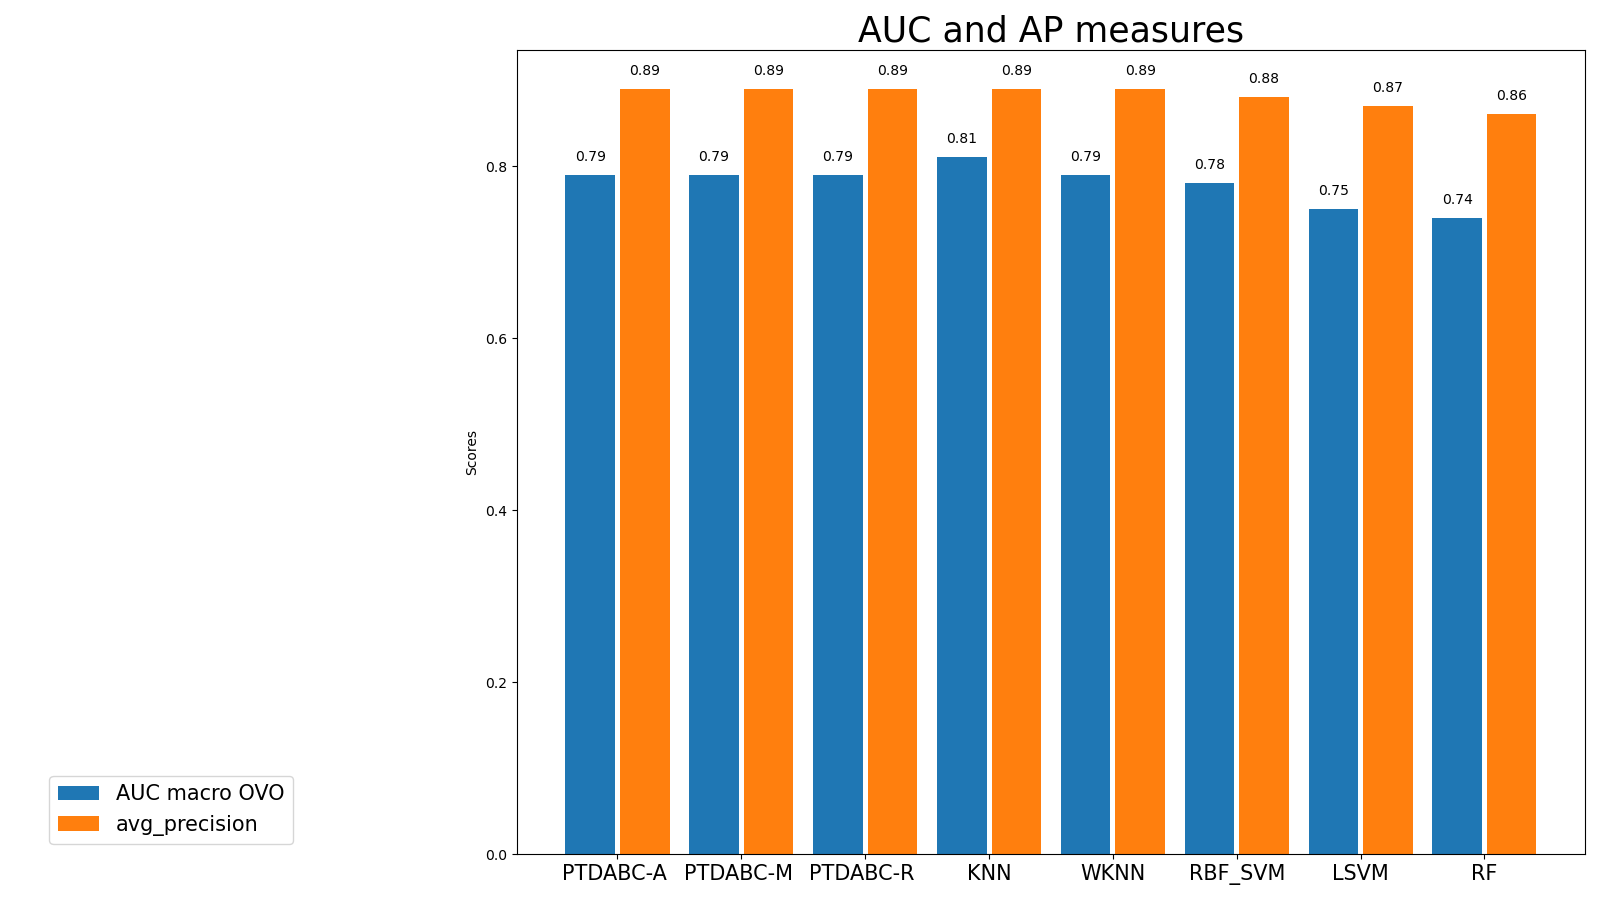 AUC and AP measures
0.89 0.89 0.89 0.89 0.89 0.88 0.87 0.86
0.79 0.79 0.79 0.81 0.79 0.78 0.75 0.74
0.8
0.6
Scores
0.4
0.2
0.0
PTDABC-A PTDABC-M PTDABC-R KNN WKNN RBF_SVM LSVM RF
AUC macro OVO
avg_precision